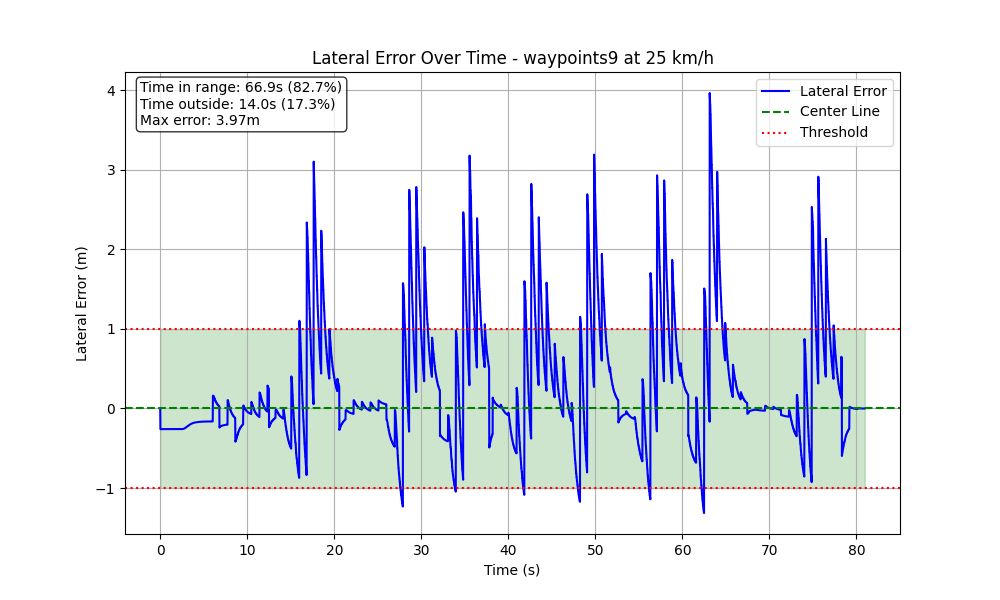 Lateral Error Over Time - waypoints9 at 25 km/h
Time in range: 66.9s (82.7%)
Time outside: 14.0s (17.3%)
Max error: 3.97m
Lateral Error
Center Line
Threshold
Lateral Error (m)
4
3
2
1
0
−1
0 10 20 30 40 50 60 70 80
Time (s)